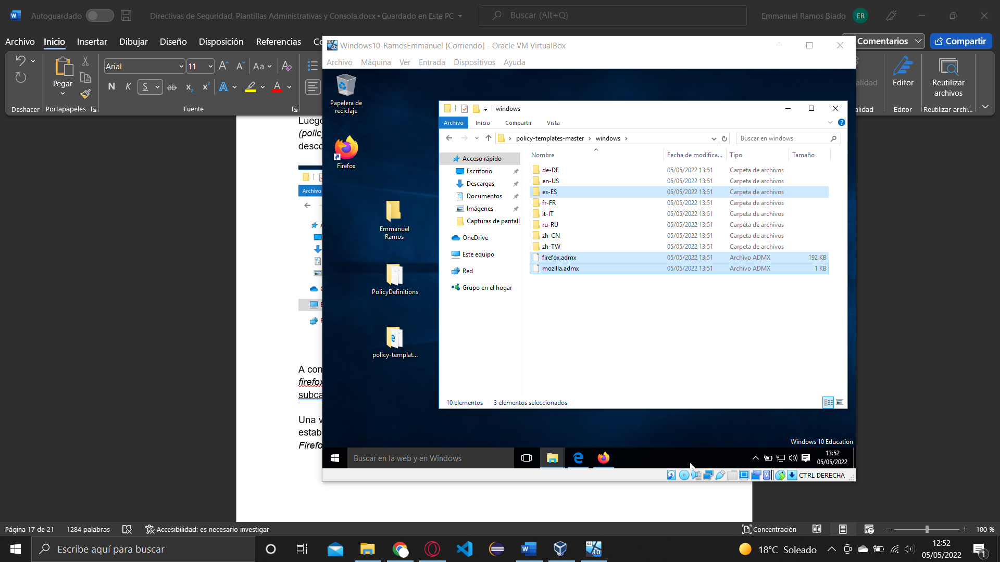 Autoguardado
Directivas de Seguridad, Plantillas Administrativas y Consola.docx • Guardado en Este PC
Buscar (Alt+Q)
Emmanuel Ramos Biado
ER
Archivo
Inicio
Insertar
Dibujar
Diseño
Disposición
Referencias
Comentarios
Compartir
Pegar
Deshacer
Portapapeles
Arial
11
Aa
N
K
S
ab
Fuente
Editor
Editor
Reutilizar
archivos
Reutilizar archi...
Windows10-RamosEmmanuel [Corriendo] - Oracle VM VirtualBox
Archivo Máquina Ver Entrada Dispositivos Ayuda
Papelera de
reciclaje
Firefox
Emmanuel
Ramos
PolicyDefinitions
policy-templat...
windows
Archivo Inicio Compartir Vista
policy-templates-master › windows ›
Buscar en windows
Acceso rápido
Escritorio
Descargas
Documentos
Imágenes
Capturas de pantall
OneDrive
Este equipo
Red
Grupo en el hogar
Nombre Fecha de modifica... Tipo Tamaño
de-DE 05/05/2022 13:51 Carpeta de archivos
en-US 05/05/2022 13:51 Carpeta de archivos
es-ES 05/05/2022 13:51 Carpeta de archivos
fr-FR 05/05/2022 13:51 Carpeta de archivos
it-IT 05/05/2022 13:51 Carpeta de archivos
ru-RU 05/05/2022 13:51 Carpeta de archivos
zh-CN 05/05/2022 13:51 Carpeta de archivos
zh-TW 05/05/2022 13:51 Carpeta de archivos
firefox.admx 05/05/2022 13:51 Archivo ADMX 192 KB
mozilla.admx 05/05/2022 13:51 Archivo ADMX 1 KB
10 elementos 3 elementos seleccionados
Windows 10 Education
Buscar en la web y en Windows
13:52
05/05/2022
CTRL DERECHA
Archivo
A con
Una v
Página 17 de 21
1284 palabras
Accesibilidad: es necesario investigar
Concentración
100 %
Escribe aquí para buscar
18°C Soleado
12:52
05/05/2022
1